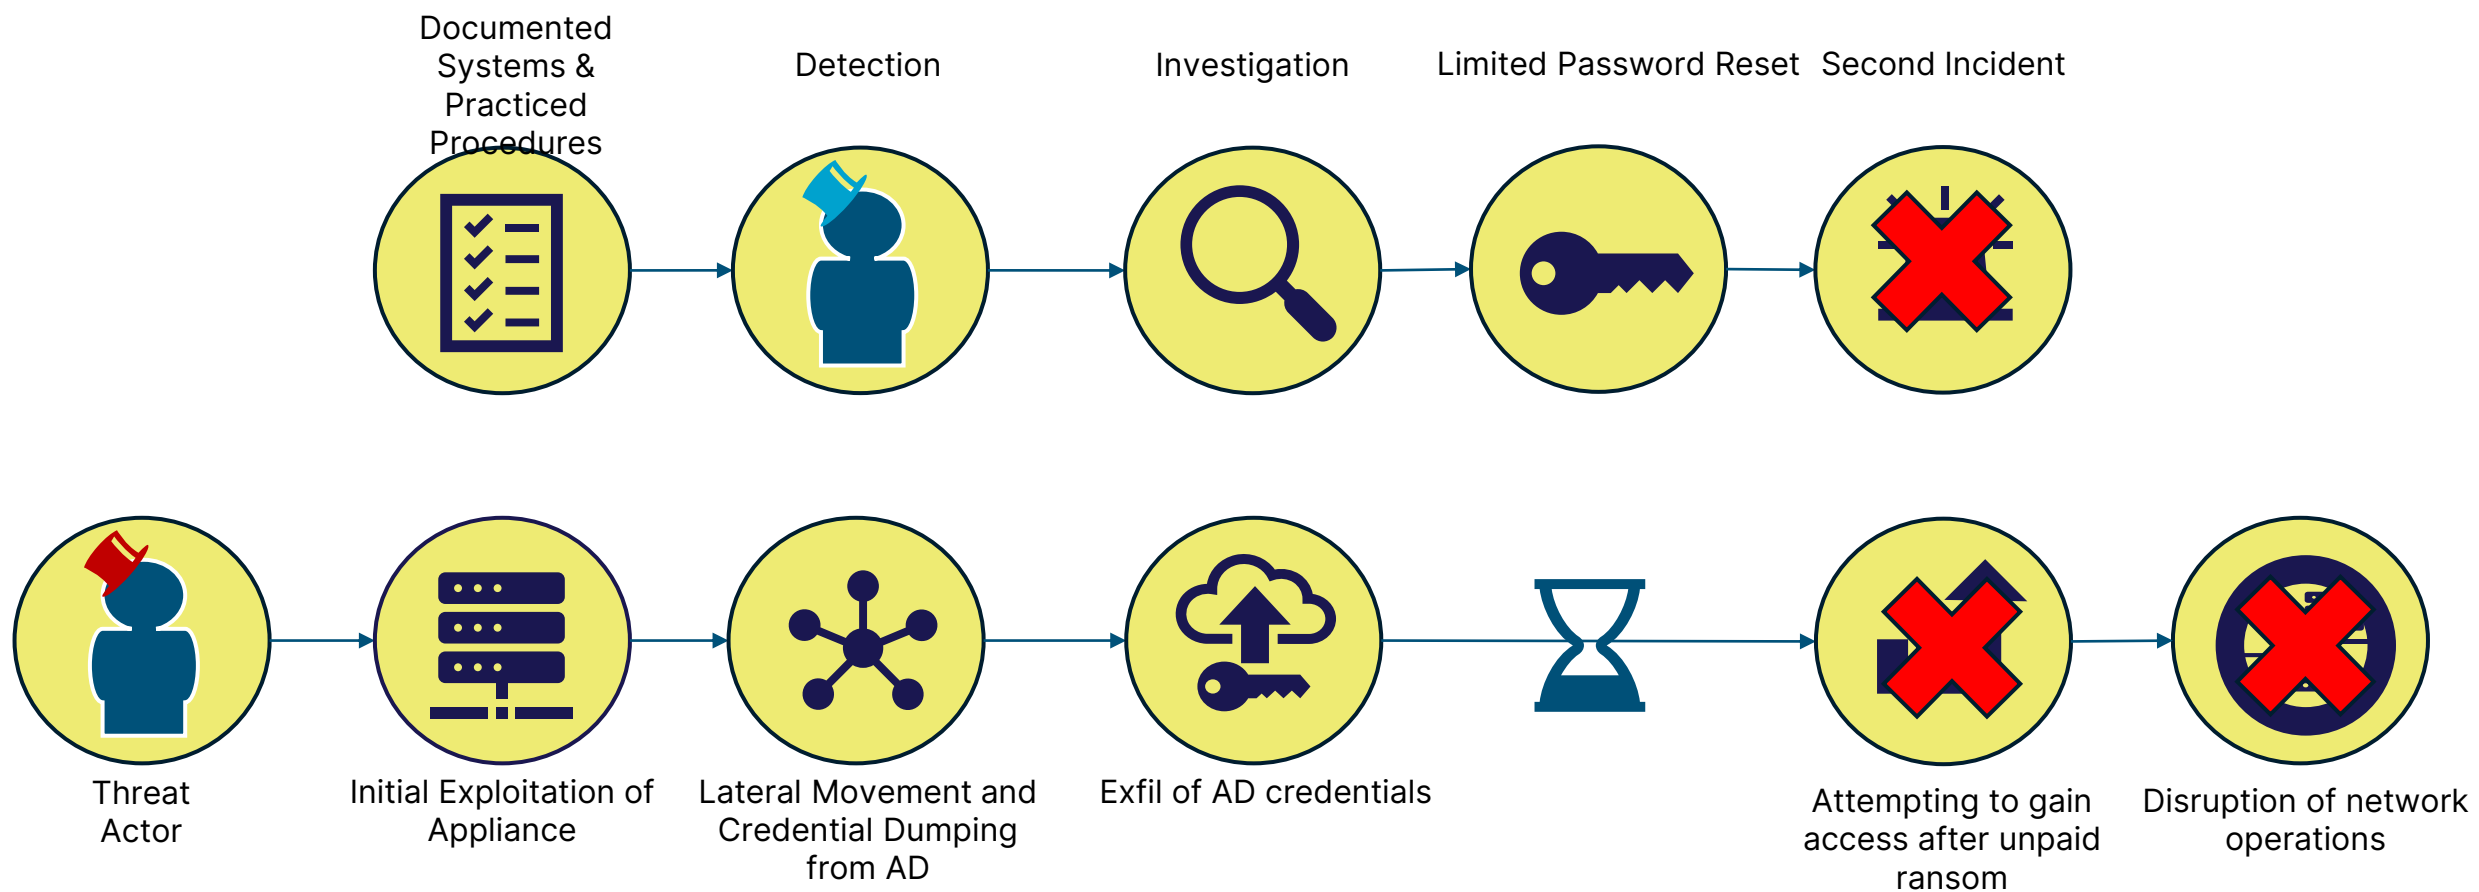 Documented
Systems &
Practiced
Procedures
Detection
Investigation
Limited Password Reset
Second Incident
Threat
Actor
Initial Exploitation of
Appliance
Lateral Movement and
Credential Dumping
from AD
Exfil of AD credentials
Attempting to gain
access after unpaid
ransom
Disruption of network
operations